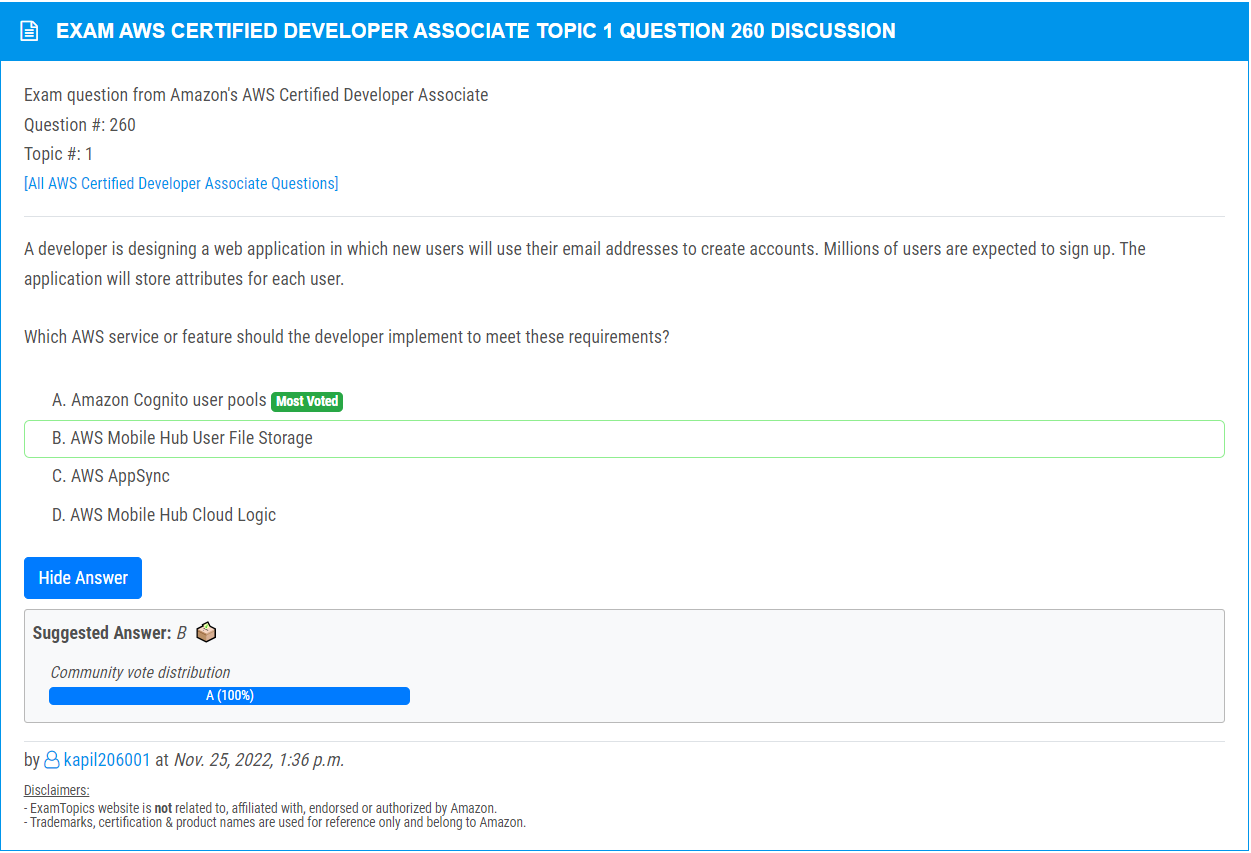 EXAM AWS CERTIFIED DEVELOPER ASSOCIATE TOPIC 1 QUESTION 260 DISCUSSION
Exam question from Amazon's AWS Certified Developer Associate
Question #: 260
Topic #: 1
[All AWS Certified Developer Associate Questions]
A developer is designing a web application in which new users will use their email addresses to create accounts. Millions of users are expected to sign up. The
application will store attributes for each user.
Which AWS service or feature should the developer implement to meet these requirements?
A. Amazon Cognito user pools Most Voted
B. AWS Mobile Hub User File Storage
C. AWS AppSync
D. AWS Mobile Hub Cloud Logic
Hide Answer
Suggested Answer: B
Community vote distribution
A (100%)
by kapil206001 at Nov. 25, 2022, 1:36 p.m.
Disclaimers:
- ExamTopics website is not related to, affiliated with, endorsed or authorized by Amazon.
- Trademarks, certification & product names are used for reference only and belong to Amazon.